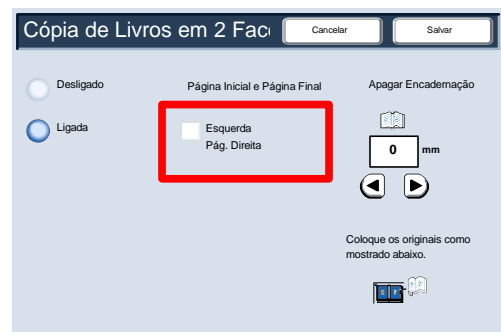 Cópia de Livros em 2 Fac
Cancelar
Salvar
Desligado
Ligada
Página Inicial e Página Final
Esquerda
Pág. Direita
Apagar Encadernação
0 mm
Coloque os originais como
mostrado abaixo.